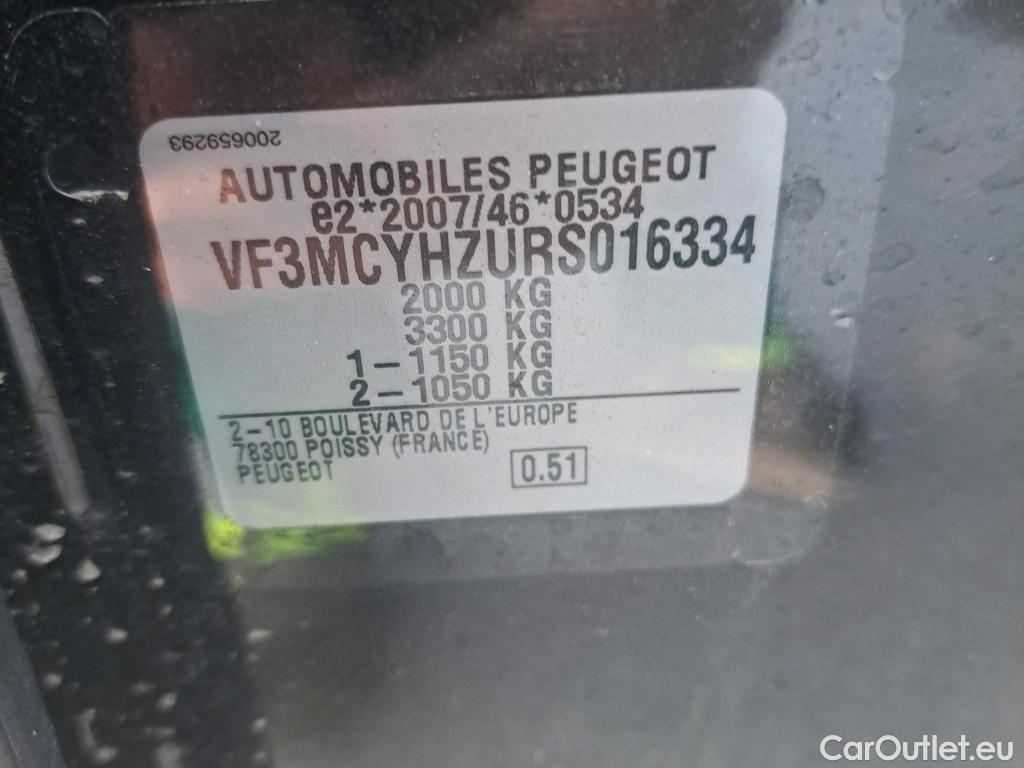 200659293
AUTOMOBILES PEUGEOT
e2*2007/46*0534
VF3MCYHZURS016334
2000 KG
3300 KG
1-1150 KG
2-1050 KG
2-10 BOULEVARD DE L'EUROPE
78300 POISSY (FRANCE)
PEUGEOT
0.51
CarOutlet.eu